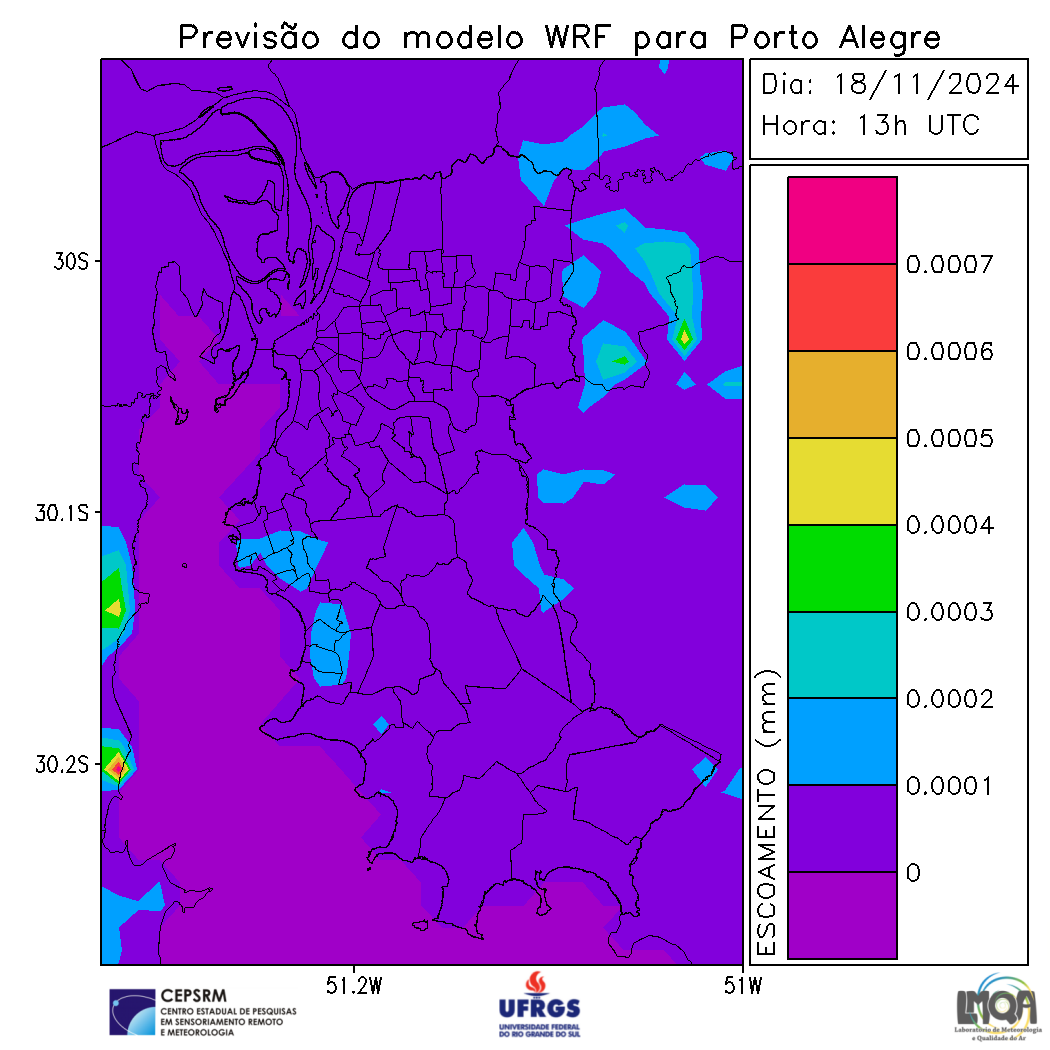 Previsão do modelo WRF para Porto Alegre
Dia: 18/11/2024
Hora: 13h UTC
30S
30.1S
30.2S
51.2W
51W
ESCOAMENTO (mm)
0.0007
0.0006
0.0005
0.0004
0.0003
0.0002
0.0001
0
CEPSRM
CENTRO ESTADUAL DE PESQUISAS
EM SENSORIAMENTO REMOTO
E METEOROLOGIA
UFRGS
UNIVERSIDADE FEDERAL
DO RIO GRANDE DO SUL
LMQA
Laboratório de Meteorologia
e Qualidade do Ar